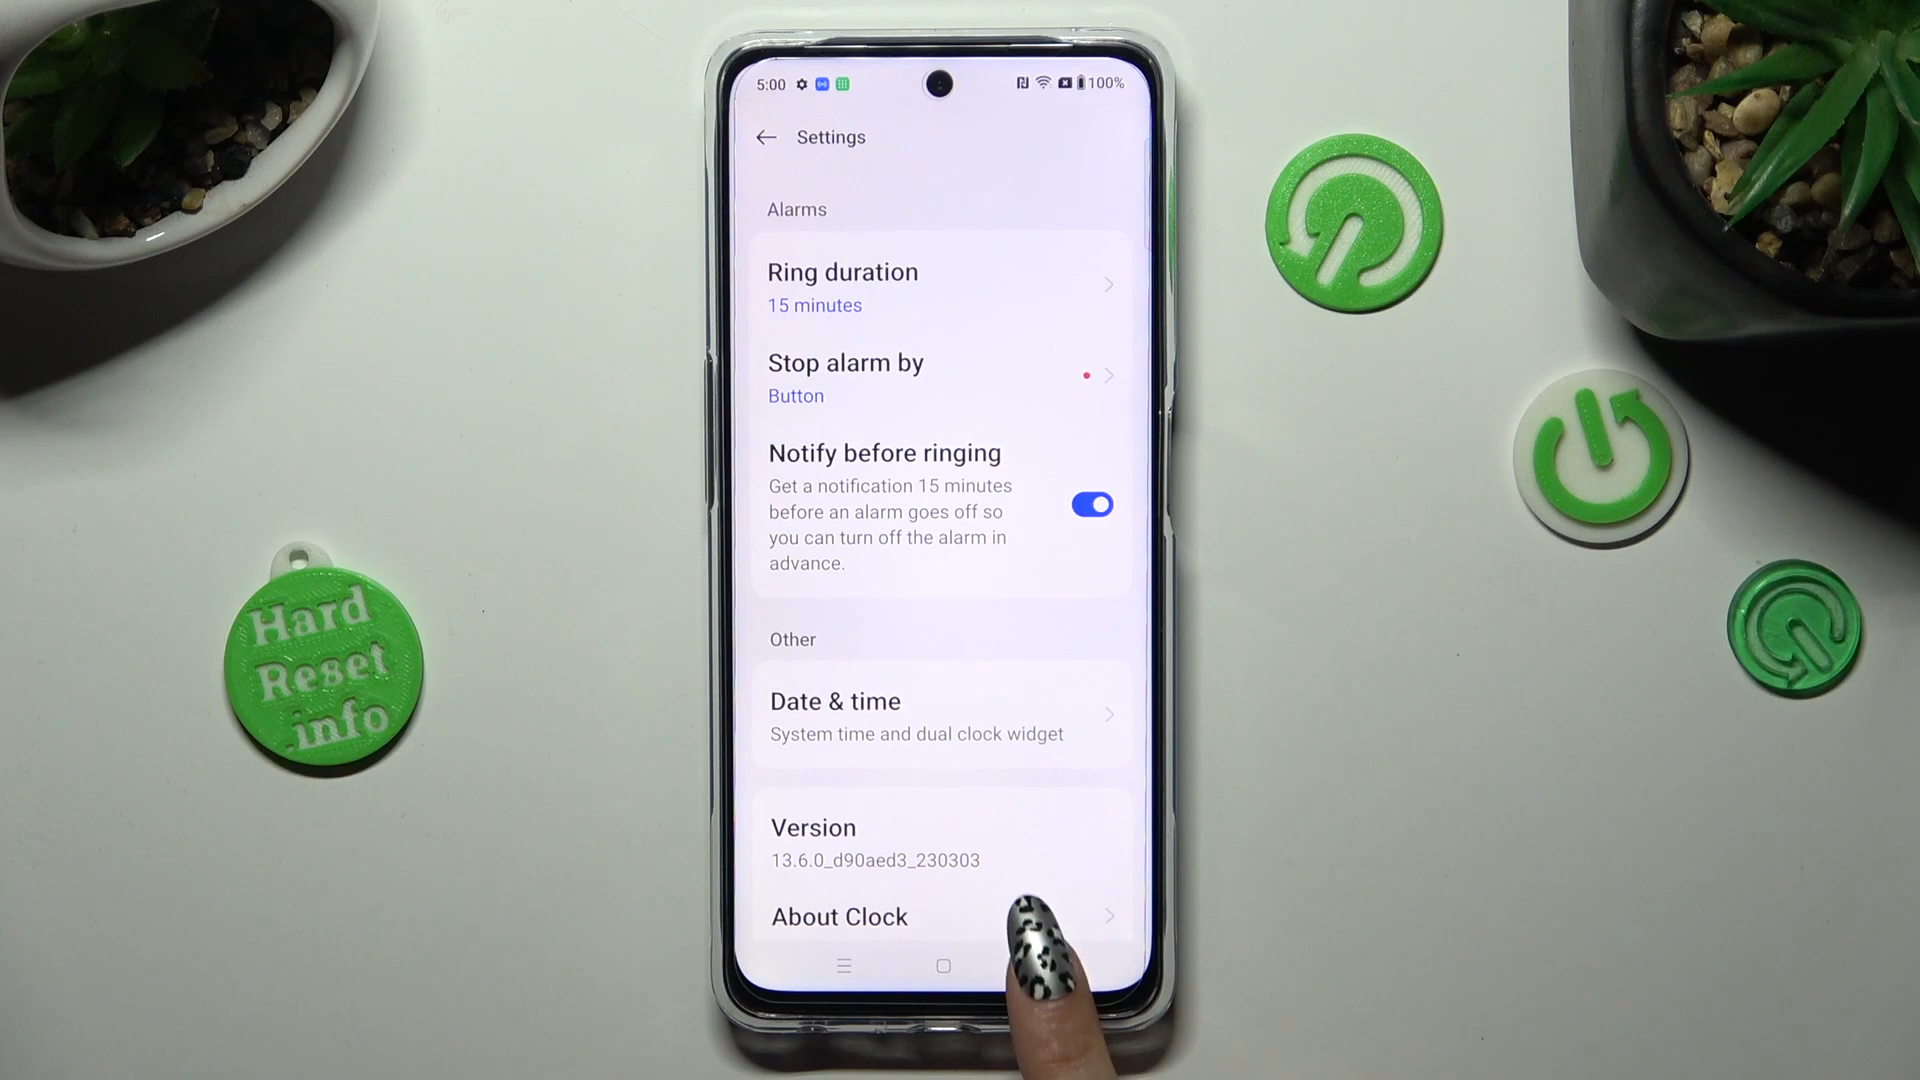 5:00
100%
Settings
Alarms
Ring duration
15 minutes
Stop alarm by
Button
Notify before ringing
Get a notification 15 minutes
before an alarm goes off so
you can turn off the alarm in
advance.
Other
Date & time
System time and dual clock widget
Version
13.6.0_d90aed3_230303
About Clock
Hard
Reset
.info